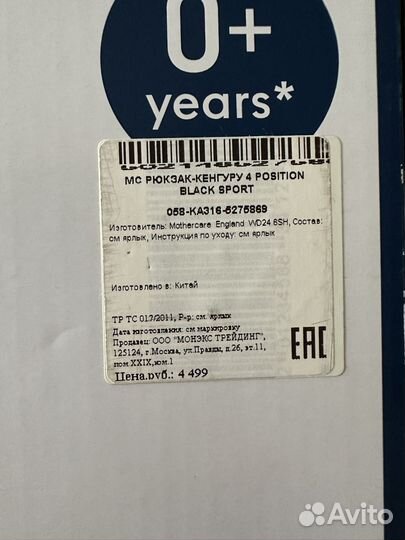 0+
years*
МС РЮКЗАК-КЕНГУРУ 4 POSITION
BLACK SPORT
058-KA316-5275869
Изготовитель: Mothercare England WD24 6SH, Состав:
см ярлык, Инструкция по уходу: см ярлык
Изготовлено в: Китай
ТР ТС 017/2011, Р-р: см. ярлык
Дата изготовления: см маркировку
Продавец: ООО "МОНЭКС ТРЕЙДИНГ",
125124, г.Москва, ул.Правды, д.26, эт.11,
пом XXIX,ком.1
Цена,руб.: 4 499
EAC
Avito